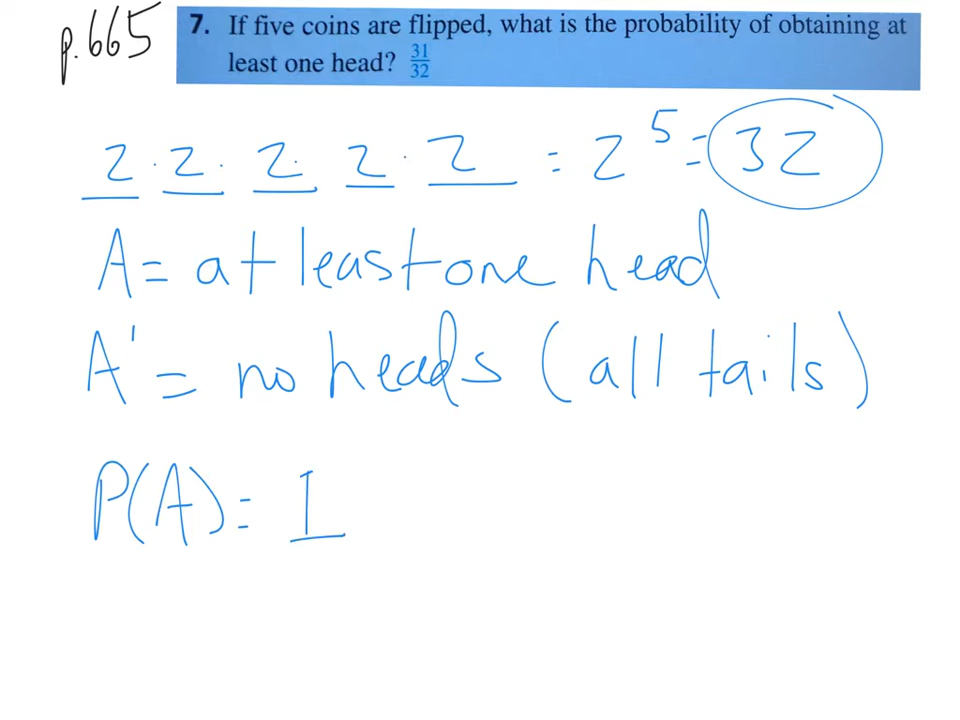 p.665
7. If five coins are flipped, what is the probability of obtaining at
least one head? 31/32
2 · 2 · 2 · 2 · 2 = 2^5 = 32
A = at least one head
A' = no heads (all tails)
P(A) = 1